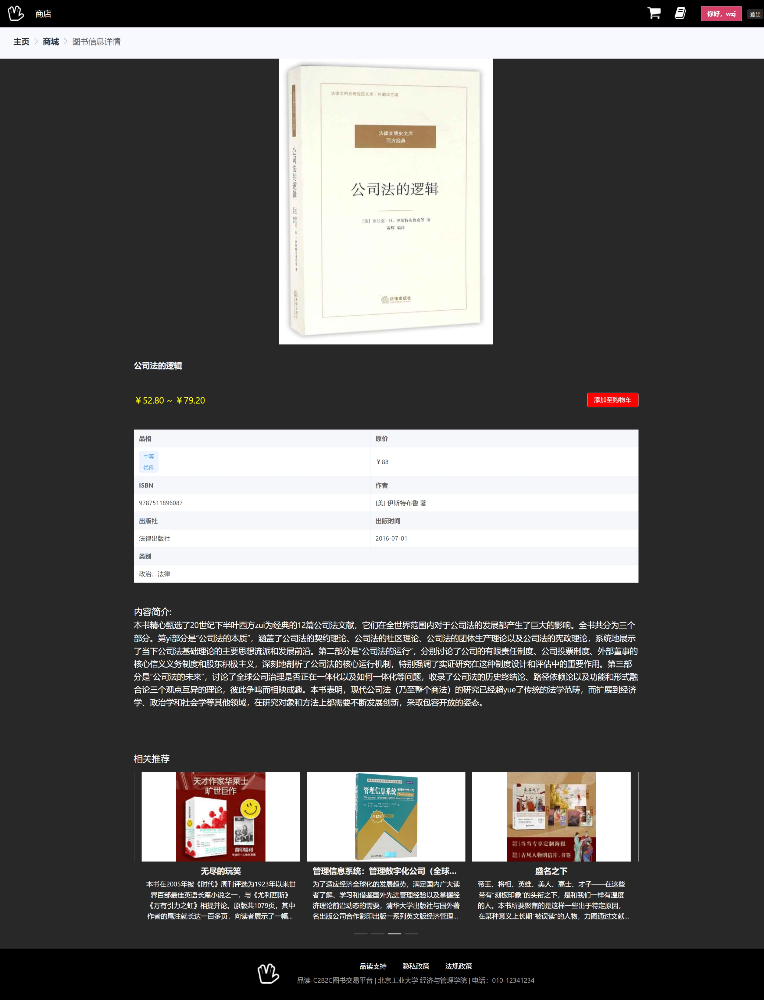 商店
你好，wzj
登出
主页 > 商城 > 图书信息详情
法律文明史研究院文库 · 何勤华主编
法律文明史文库
西方经典
公司法的逻辑
[美] 弗兰克 · H. 伊斯特布鲁克等 著
黄辉 编译
法律出版社
公司法的逻辑
公司法的逻辑
￥52.80 ~ ￥79.20
添加至购物车
品相 原价
中等
优良
￥88
ISBN 作者
9787511896087 [美] 伊斯特布鲁 著
出版社 出版时间
法律出版社 2016-07-01
类别
政治、法律
内容简介:
本书精心甄选了20世纪下半叶西方zui为经典的12篇公司法文献，它们在全世界范围内对于公司法的发展都产生了巨大的影响。全书共分为三个
部分。第yi部分是“公司法的本质”，涵盖了公司法的契约理论、公司法的社区理论、公司法的团体生产理论以及公司法的宪政理论，系统地展示
了当下公司法基础理论的主要思想流派和发展前沿。第二部分是“公司法的运行”，分别讨论了公司的有限责任制度、公司投票制度、外部董事的
核心信义义务制度和股东积极主义，深刻地剖析了公司法的核心运行机制，特别强调了实证研究在这种制度设计和评估中的重要作用。第三部
分是“公司法的未来”，讨论了全球公司治理是否正在一体化以及如何一体化等问题，收录了公司法的历史终结论、路径依赖论以及功能和形式融
合论三个观点互异的理论，彼此争鸣而相映成趣。本书表明，现代公司法（乃至整个商法）的研究已经超yue了传统的法学范畴，而扩展到经济
学、政治学和社会学等其他领域，在研究对象和方法上都需要不断发展创新，采取包容开放的姿态。
相关推荐
天才作家华莱士
旷世巨作
首印福利
管理信息系统 管理数字化公司
Management Information Systems
第12版
盛名之下
当当专享定制海报
古风人物明信片、书签
无尽的玩笑
本书在2005年被《时代》周刊评选为1923年以来世
界百部最佳英语长篇小说之一，与《尤利西斯》
《万有引力之虹》相提并论。原版共1079页，其中
作者的尾注就长达一百多页，向读者展示了一幅...
管理信息系统：管理数字化公司（全球...
为了适应经济全球化的发展趋势，满足国内广大读
者了解、学习和借鉴国外先进管理经验以及掌握经
济理论前沿动态的需要，清华大学出版社与国外著
名出版公司合作影印出版一系列英文版经济管理...
盛名之下
帝王、将相、英雄、美人、高士、才子——在这些
带有“刻板印象”的头衔之下，是和我们一样有温度
的人。本书所要聚焦的是这样一些出于特定原因，
在某种意义上长期“被误读”的人物，力图通过文献...
品读支持 隐私政策 法规政策
品读-C2B2C图书交易平台 | 北京工业大学 经济与管理学院 | 电话：010-12341234